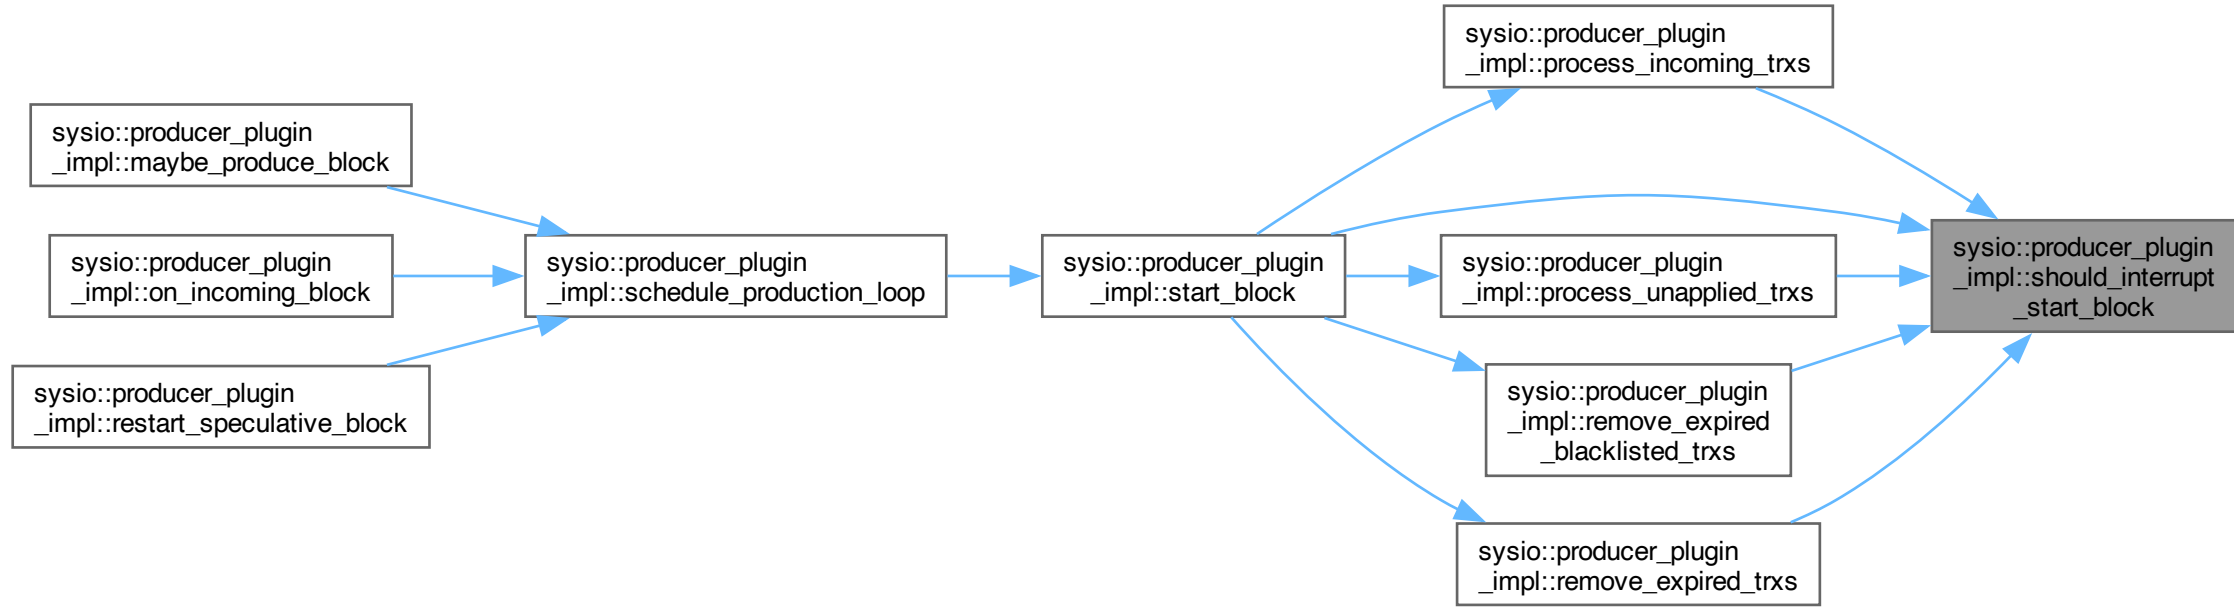 sysio::producer_plugin
_impl::maybe_produce_block
sysio::producer_plugin
_impl::on_incoming_block
sysio::producer_plugin
_impl::restart_speculative_block
sysio::producer_plugin
_impl::schedule_production_loop
sysio::producer_plugin
_impl::start_block
sysio::producer_plugin
_impl::process_incoming_trxs
sysio::producer_plugin
_impl::process_unapplied_trxs
sysio::producer_plugin
_impl::remove_expired
_blacklisted_trxs
sysio::producer_plugin
_impl::remove_expired_trxs
sysio::producer_plugin
_impl::should_interrupt
_start_block